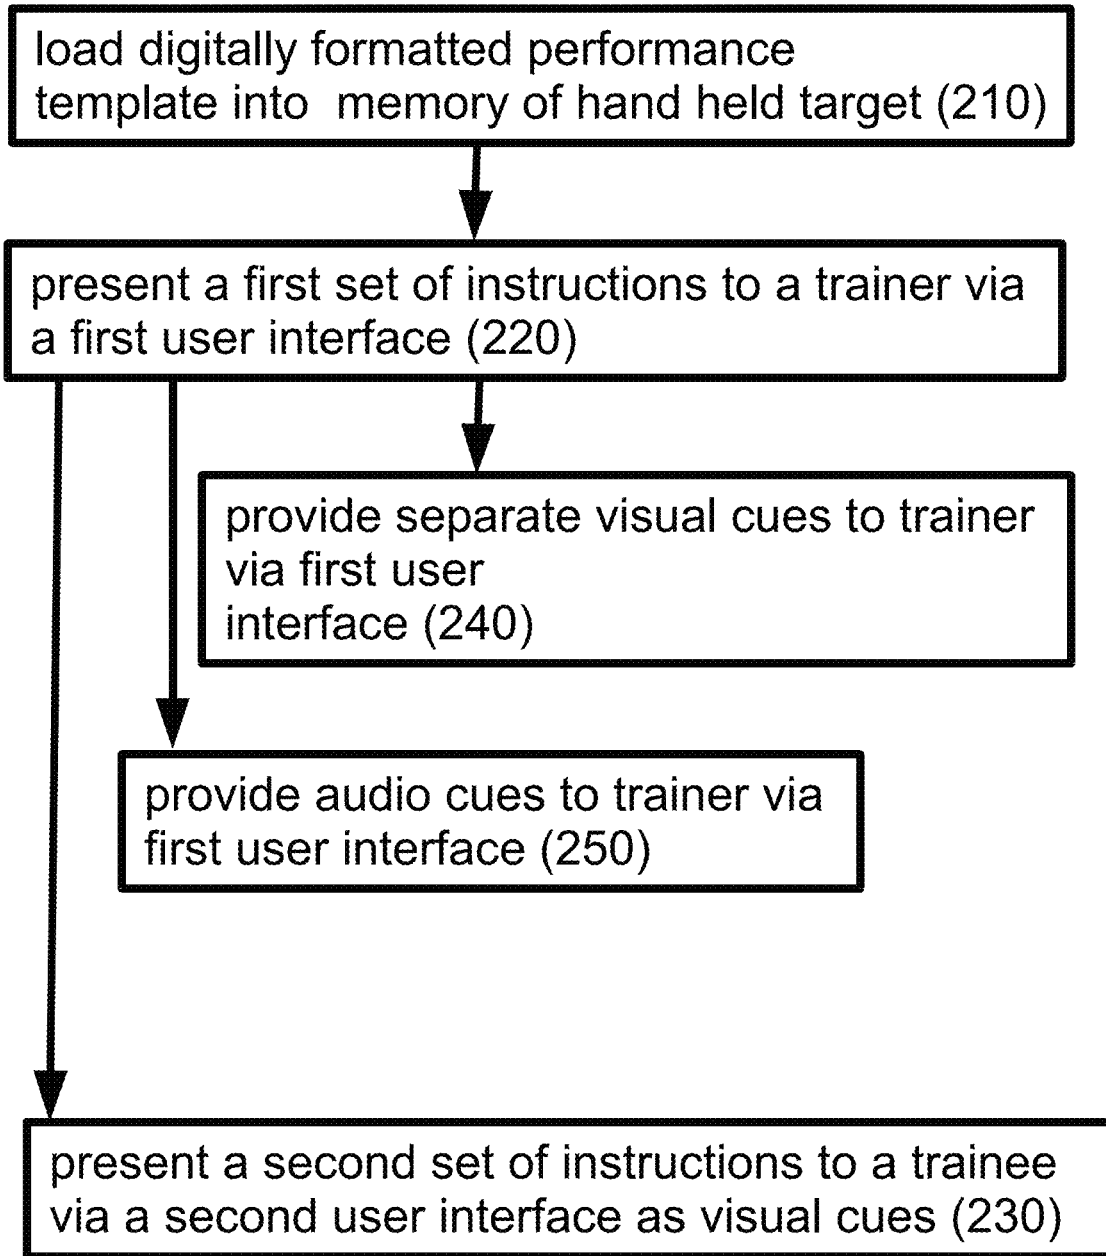 load digitally formatted performance
template into  memory of hand held target (210)
present a first set of instructions to a trainer via
a first user interface (220)
provide separate visual cues to trainer
via first user
interface (240)
provide audio cues to trainer via
first user interface (250)
present a second set of instructions to a trainee
via a second user interface as visual cues (230)